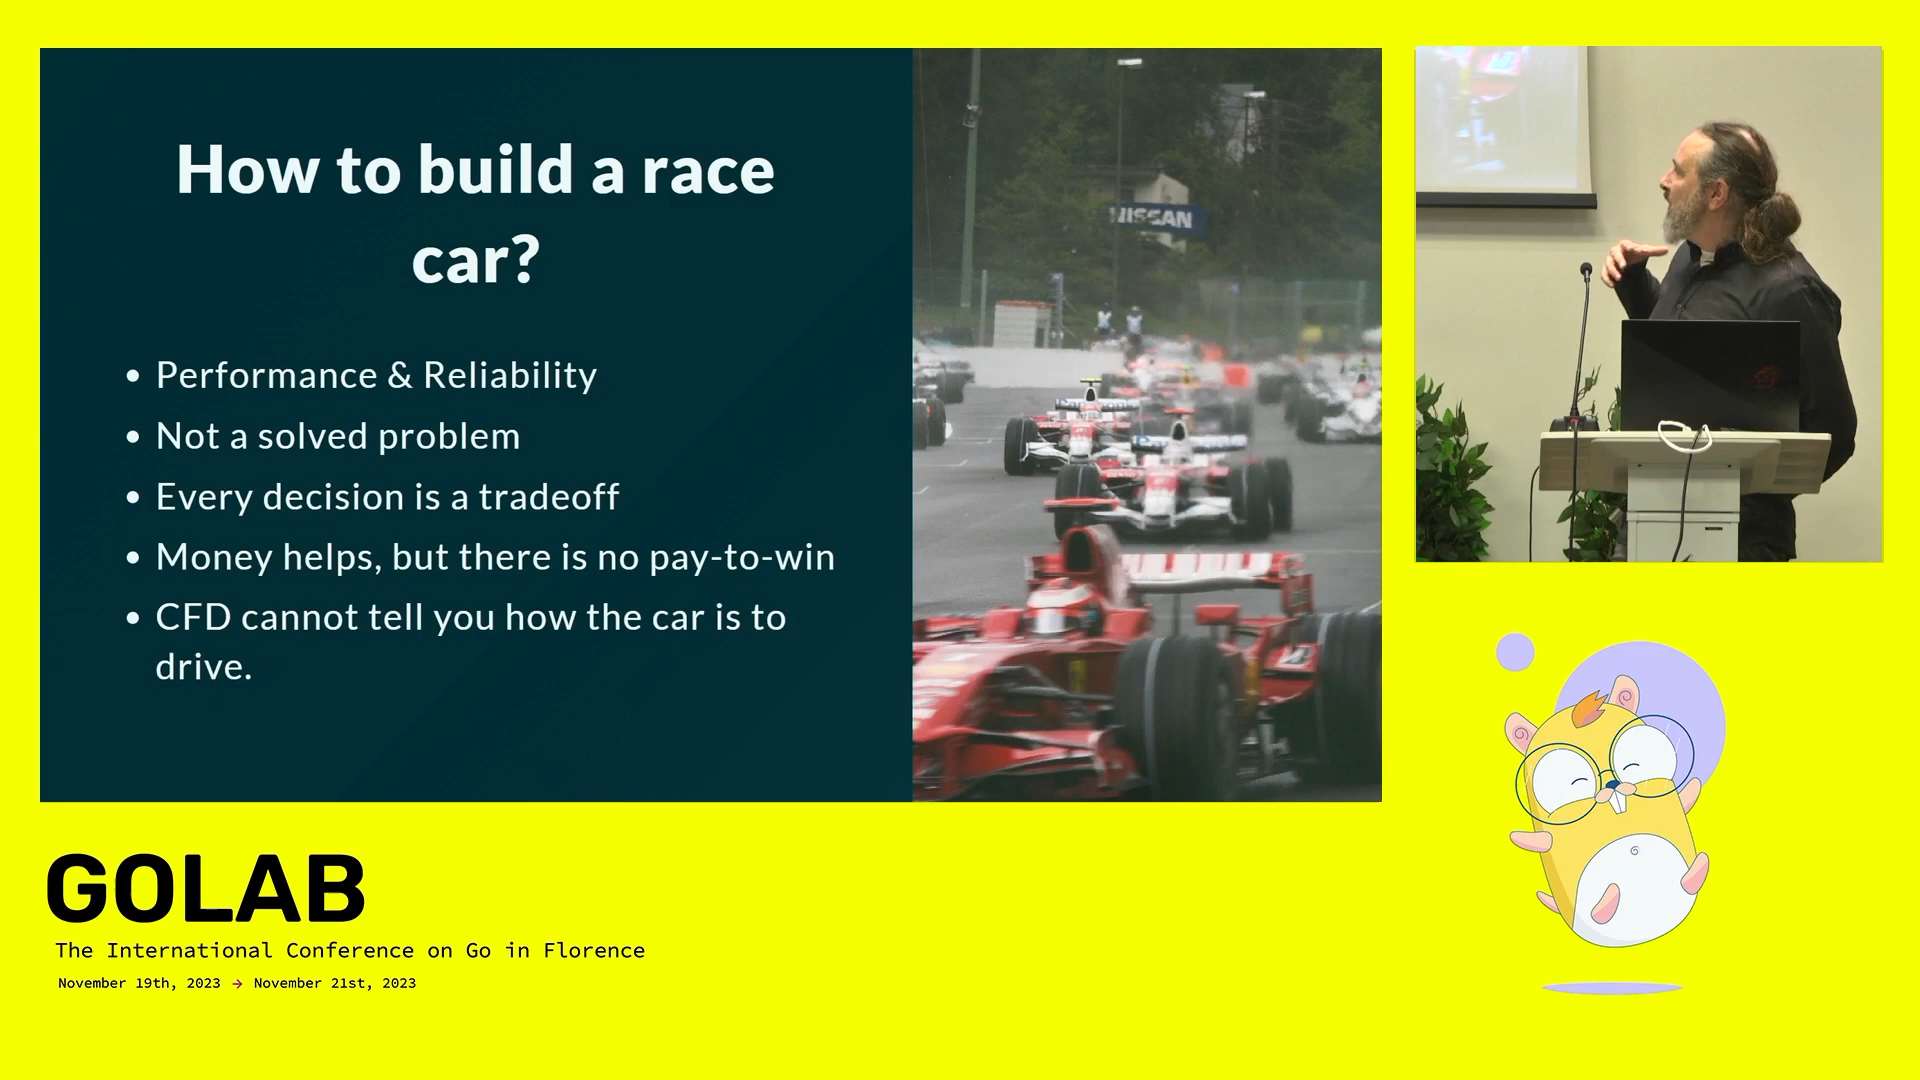 How to build a race
car?
• Performance & Reliability
• Not a solved problem
• Every decision is a tradeoff
• Money helps, but there is no pay-to-win
• CFD cannot tell you how the car is to
drive.
NISSAN
GOLAB
The International Conference on Go in Florence
November 19th, 2023 → November 21st, 2023